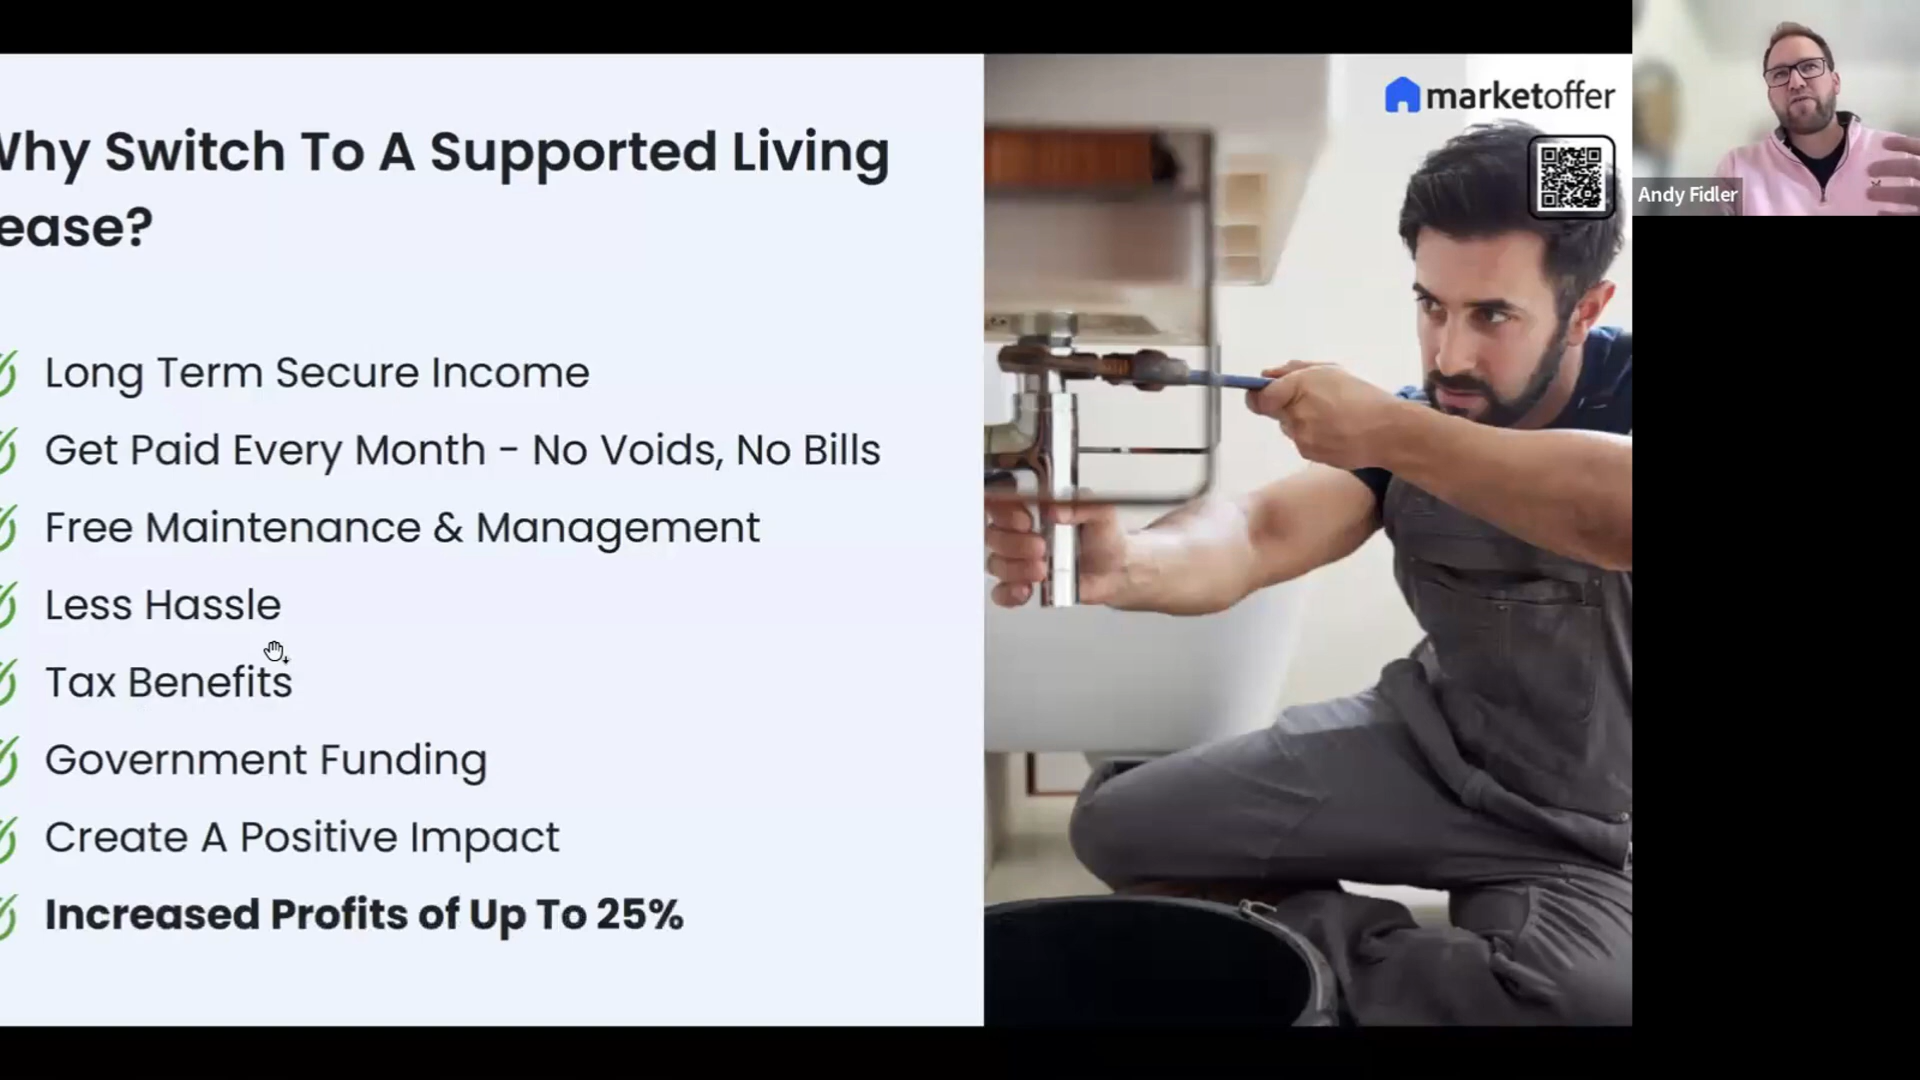 Why Switch To A Supported Living
ease?
Long Term Secure Income
Get Paid Every Month - No Voids, No Bills
Free Maintenance & Management
Less Hassle
Tax Benefits
Government Funding
Create A Positive Impact
Increased Profits of Up To 25%
marketoffer
Andy Fidler